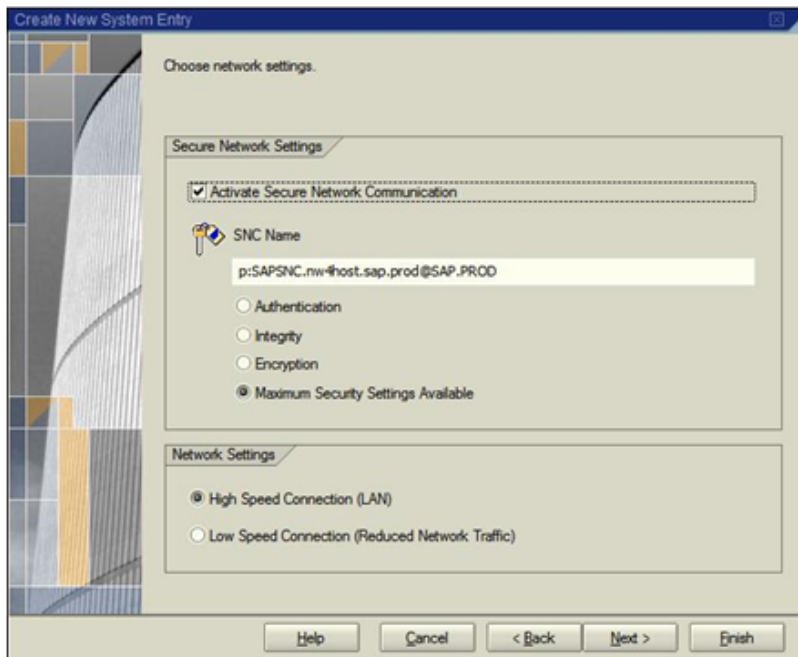 Create New System Entry
Choose network settings.
Secure Network Settings
Activate Secure Network Communication
SNC Name
p:SAPSNC.nw4host.sap.prod@SAP.PROD
Authentication
Integrity
Encryption
Maximum Security Settings Available
Network Settings
High Speed Connection (LAN)
Low Speed Connection (Reduced Network Traffic)
Help Cancel < Back Next > Finish